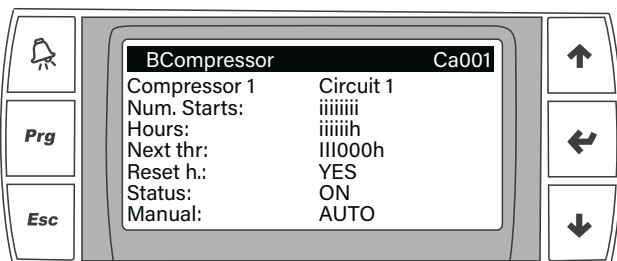 BCompressor Ca001
Compressor 1 Circuit 1
Num. Starts: iiiiiiii
Hours: iiiiiih
Next thr: III000h
Reset h.: YES
Status: ON
Manual: AUTO
Prg
Esc